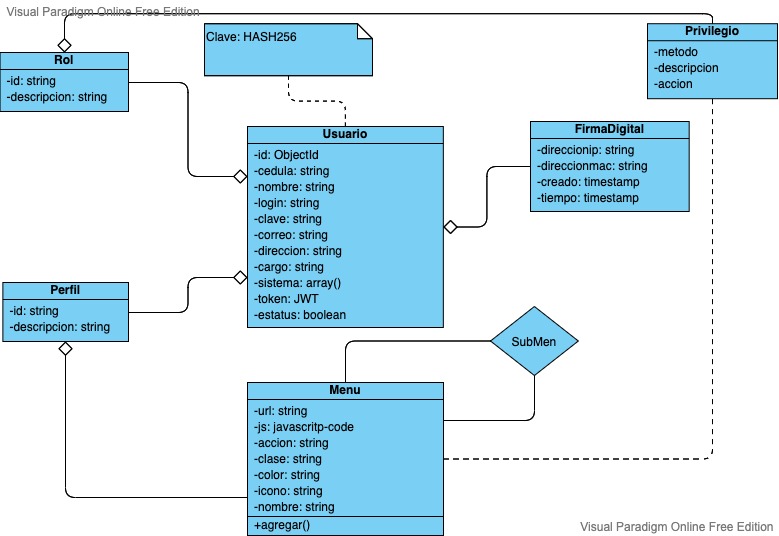 Visual Paradigm Online Free Edition
Rol
-id: string
-descripcion: string
Clave: HASH256
Privilegio
-metodo
-descripcion
-accion
Usuario
-id: ObjectId
-cedula: string
-nombre: string
-login: string
-clave: string
-correo: string
-direccion: string
-cargo: string
-sistema: array()
-token: JWT
-estatus: boolean
FirmaDigital
-direccionip: string
-direccionmac: string
-creado: timestamp
-tiempo: timestamp
Perfil
-id: string
-descripcion: string
SubMen
Menu
-url: string
-js: javascritp-code
-accion: string
-clase: string
-color: string
-icono: string
-nombre: string
+agregar()
Visual Paradigm Online Free Edition